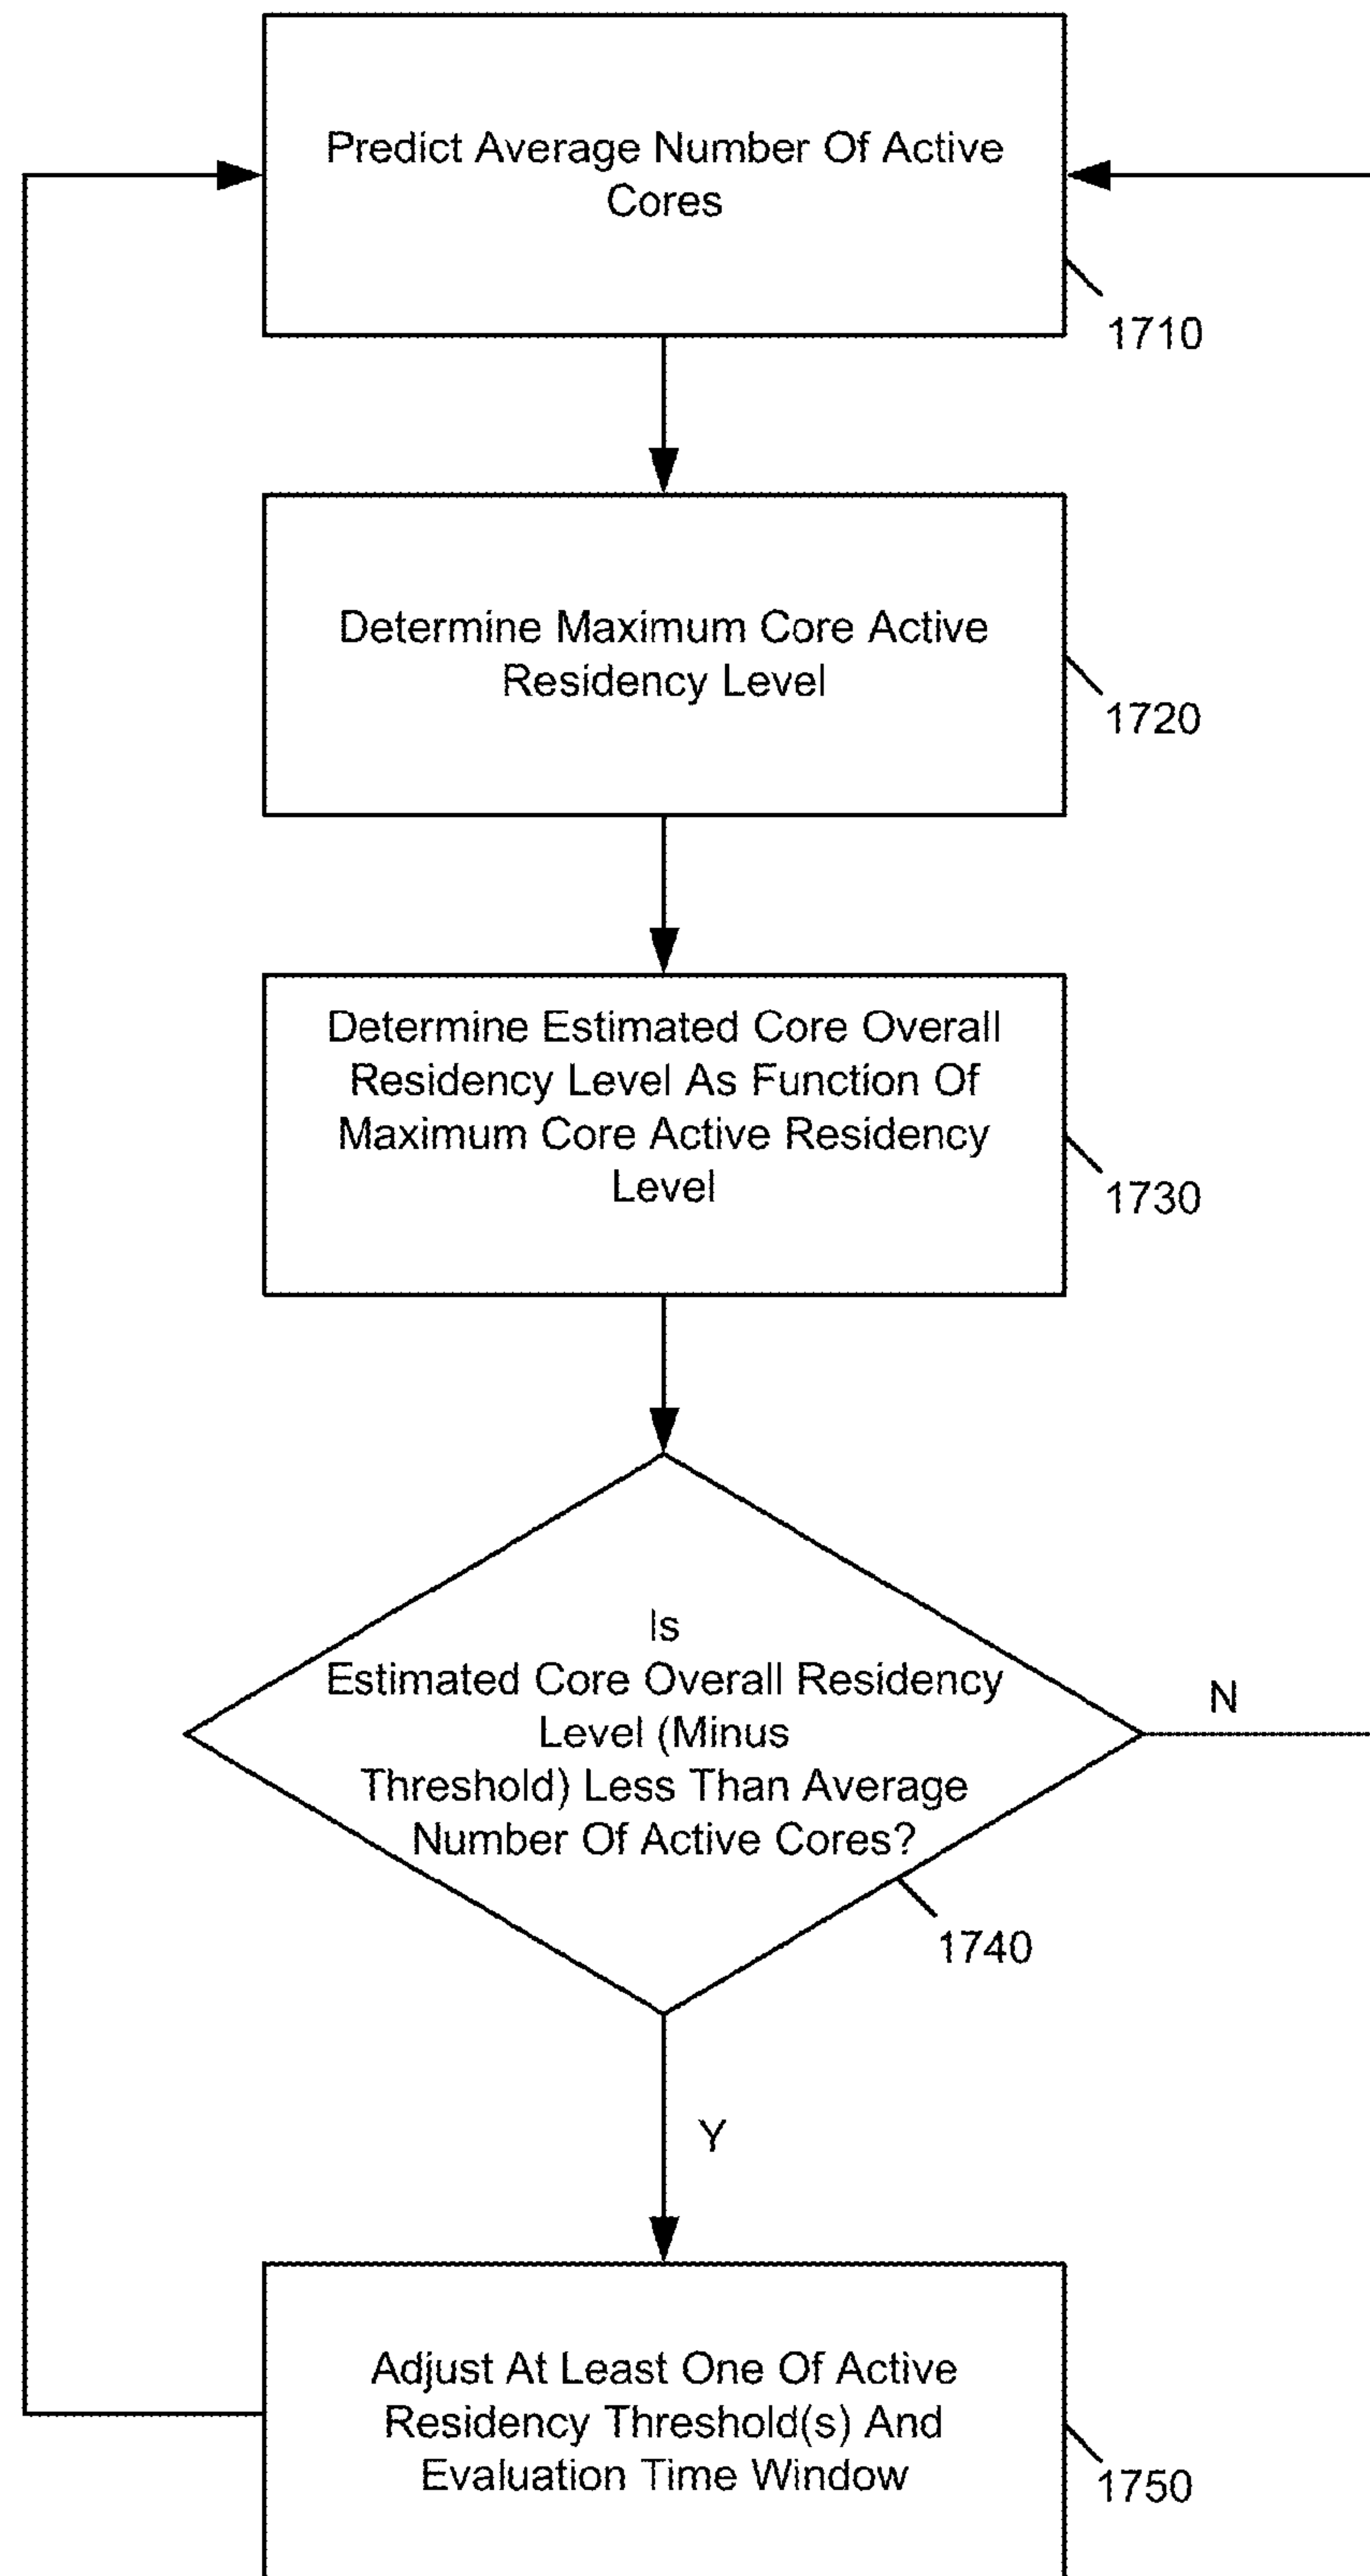 Predict Average Number Of Active
Cores
1710
Determine Maximum Core Active
Residency Level
1720
Determine Estimated Core Overall
Residency Level As Function Of
Maximum Core Active Residency
Level
1730
Is
Estimated Core Overall Residency
Level (Minus
Threshold) Less Than Average
Number Of Active Cores?
N
1740
Y
Adjust At Least One Of Active
Residency Threshold(s) And
Evaluation Time Window
1750